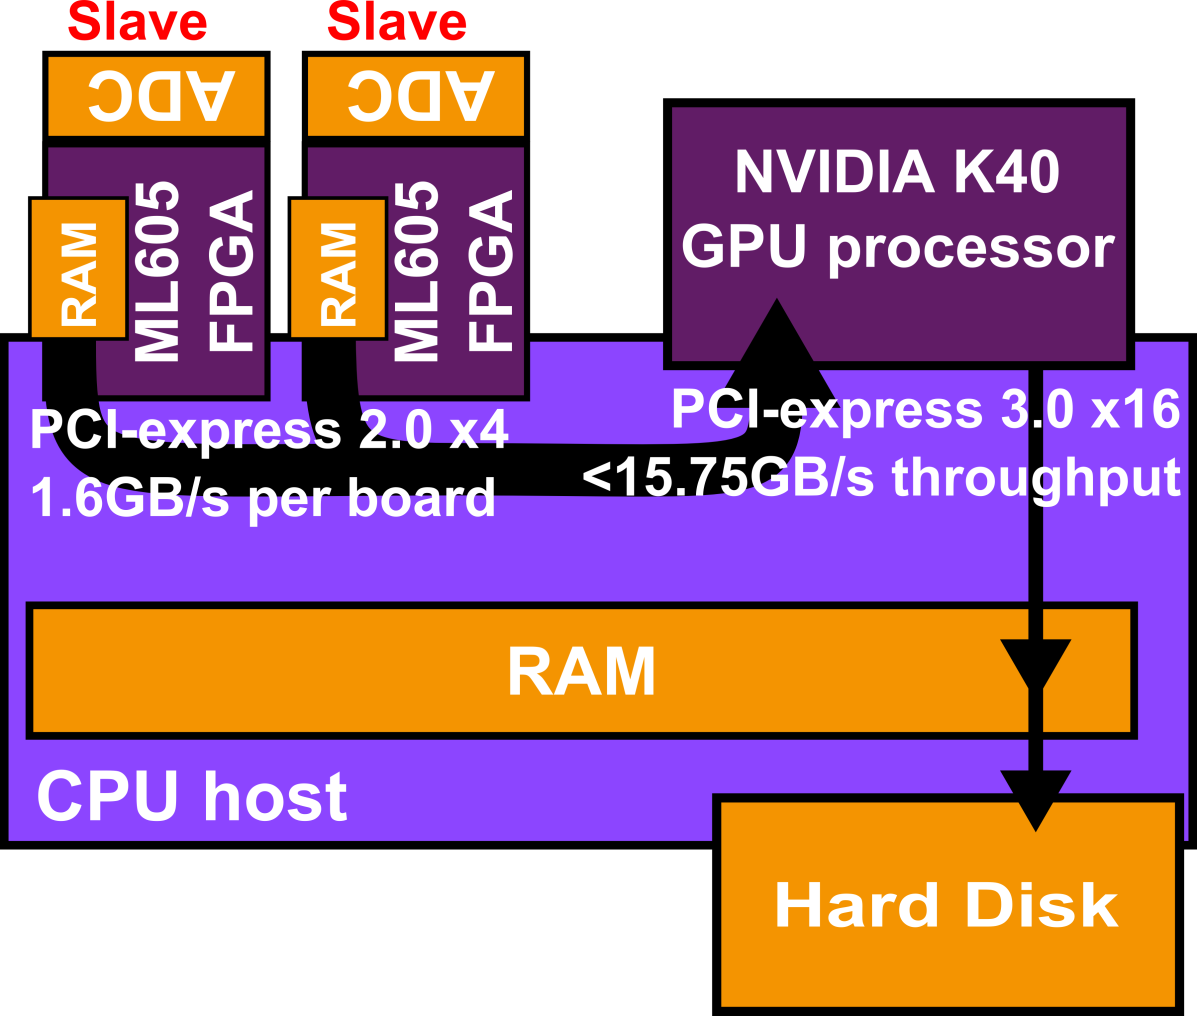 Slave
Slave
ADC
ADC
RAM
ML605
FPGA
RAM
ML605
FPGA
NVIDIA K40
GPU processor
PCI-express 2.0 x4
1.6GB/s per board
PCI-express 3.0 x16
<15.75GB/s throughput
RAM
CPU host
Hard Disk